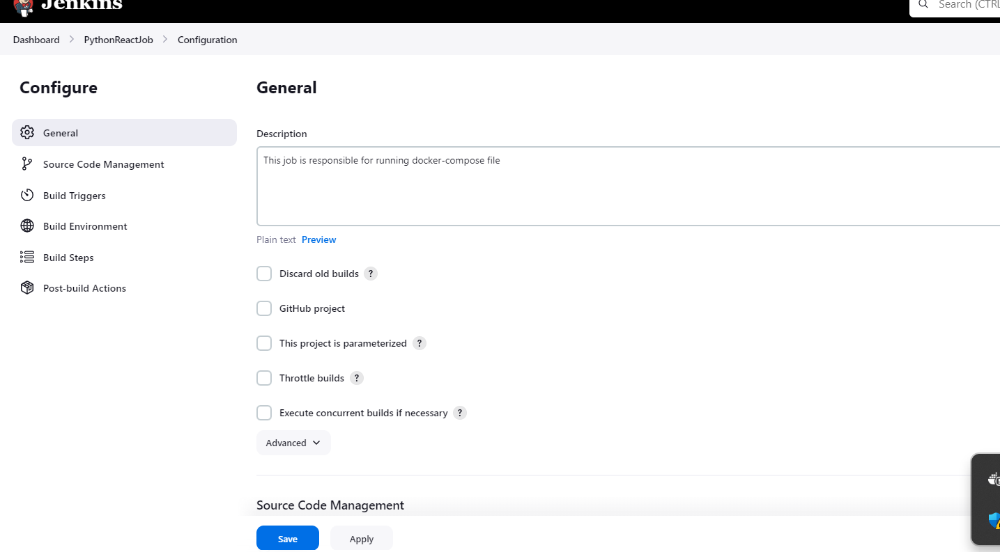 Jenkins
Search (CTRL
Dashboard > PythonReactJob > Configuration
Configure
General
Source Code Management
Build Triggers
Build Environment
Build Steps
Post-build Actions
General
Description
This job is responsible for running docker-compose file
Plain text Preview
Discard old builds ?
GitHub project
This project is parameterized ?
Throttle builds ?
Execute concurrent builds if necessary ?
Advanced
Source Code Management
Save Apply